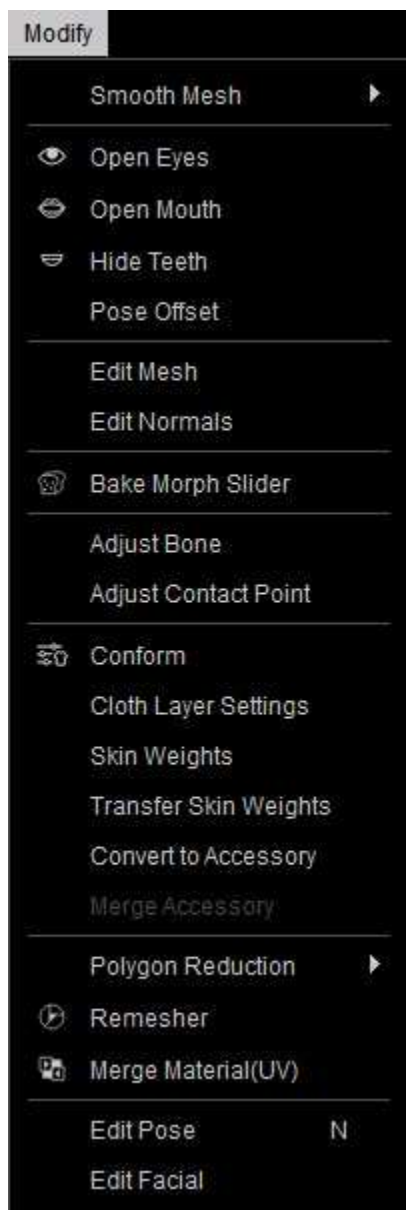 Modify
Smooth Mesh
Open Eyes
Open Mouth
Hide Teeth
Pose Offset
Edit Mesh
Edit Normals
Bake Morph Slider
Adjust Bone
Adjust Contact Point
Conform
Cloth Layer Settings
Skin Weights
Transfer Skin Weights
Convert to Accessory
Merge Accessory
Polygon Reduction
Remesher
Merge Material(UV)
Edit Pose N
Edit Facial